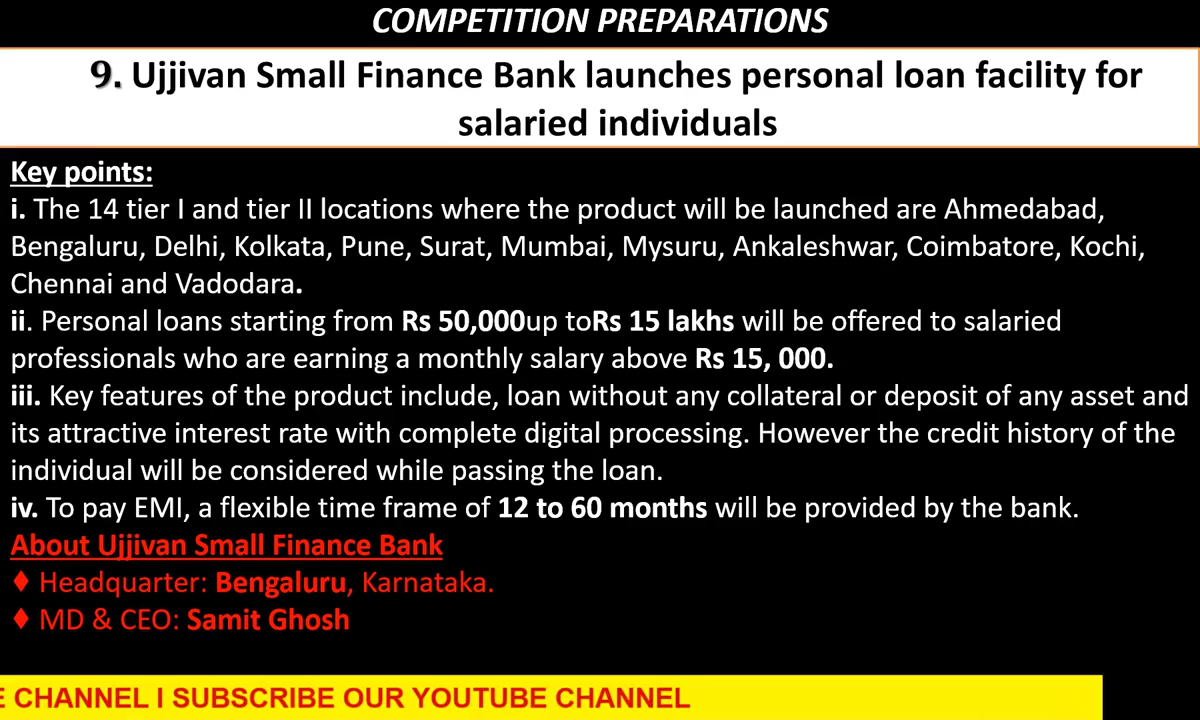 COMPETITION PREPARATIONS
9. Ujjivan Small Finance Bank launches personal loan facility for
salaried individuals
Key points:
i. The 14 tier I and tier II locations where the product will be launched are Ahmedabad,
Bengaluru, Delhi, Kolkata, Pune, Surat, Mumbai, Mysuru, Ankaleshwar, Coimbatore, Kochi,
Chennai and Vadodara.
ii. Personal loans starting from Rs 50,000up toRs 15 lakhs will be offered to salaried
professionals who are earning a monthly salary above Rs 15, 000.
iii. Key features of the product include, loan without any collateral or deposit of any asset and
its attractive interest rate with complete digital processing. However the credit history of the
individual will be considered while passing the loan.
iv. To pay EMI, a flexible time frame of 12 to 60 months will be provided by the bank.
About Ujjivan Small Finance Bank
♦ Headquarter: Bengaluru, Karnataka.
♦ MD & CEO: Samit Ghosh
E CHANNEL I SUBSCRIBE OUR YOUTUBE CHANNEL